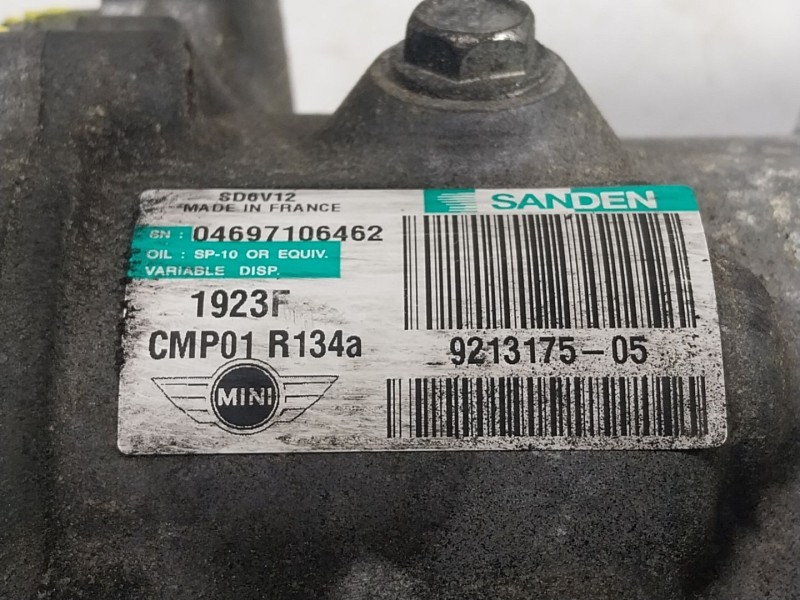 SD6V12
MADE IN FRANCE
SANDEN
SN : 04697106462
OIL : SP-10 OR EQUIV.
VARIABLE DISP.
1923F
CMP01 R134a
9213175-05
MINI